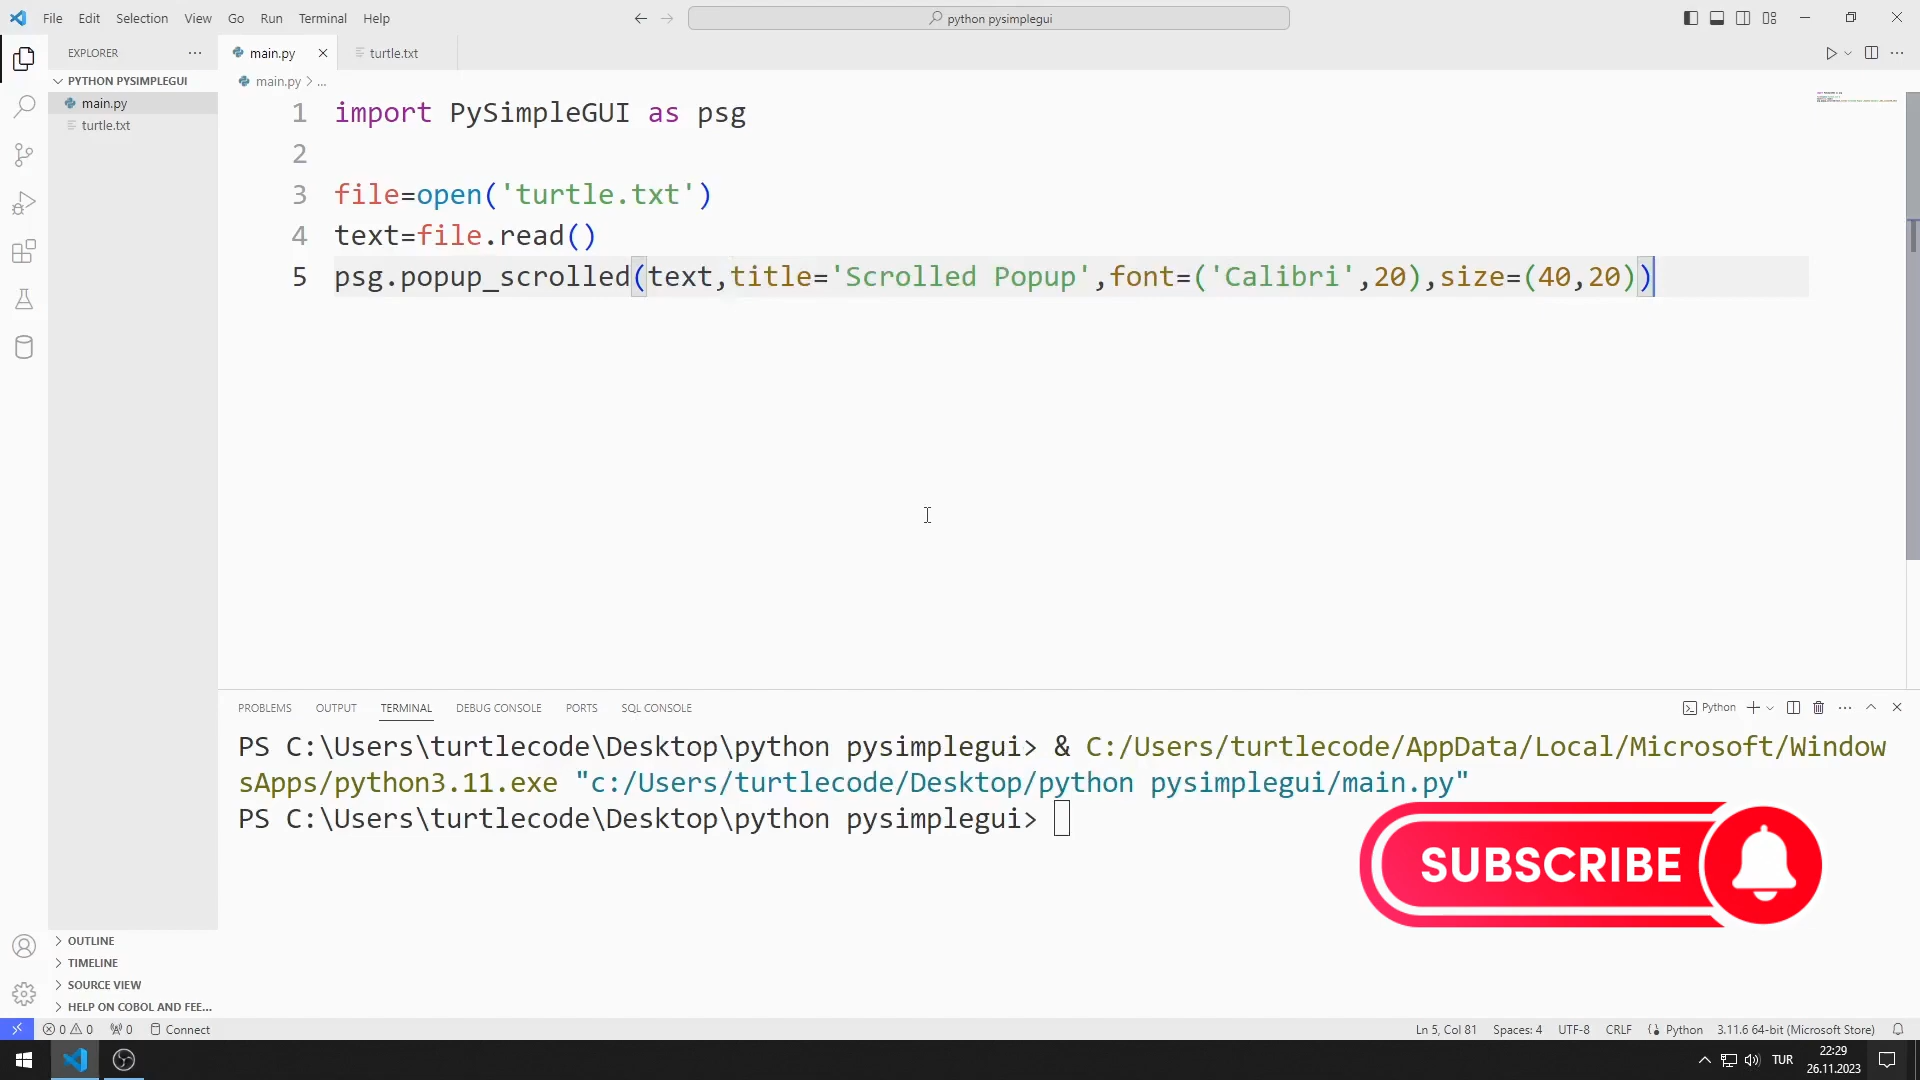 File Edit Selection View Go Run Terminal Help
python pysimplegui
EXPLORER
main.py
turtle.txt
PYTHON PYSIMPLEGUI
main.py
turtle.txt
main.py > ...
1 import PySimpleGUI as psg
2
3 file=open('turtle.txt')
4 text=file.read()
5 psg.popup_scrolled(text,title='Scrolled Popup',font=('Calibri',20),size=(40,20))
PROBLEMS OUTPUT TERMINAL DEBUG CONSOLE PORTS SQL CONSOLE
Python
PS C:\Users\turtlecode\Desktop\python pysimplegui> & C:/Users/turtlecode/AppData/Local/Microsoft/Window
sApps/python3.11.exe "c:/Users/turtlecode/Desktop/python pysimplegui/main.py"
PS C:\Users\turtlecode\Desktop\python pysimplegui>
SUBSCRIBE
OUTLINE
TIMELINE
SOURCE VIEW
HELP ON COBOL AND FEE...
0 0 0 Connect
Ln 5, Col 81 Spaces: 4 UTF-8 CRLF Python 3.11.6 64-bit (Microsoft Store)
TUR
22:29
26.11.2023